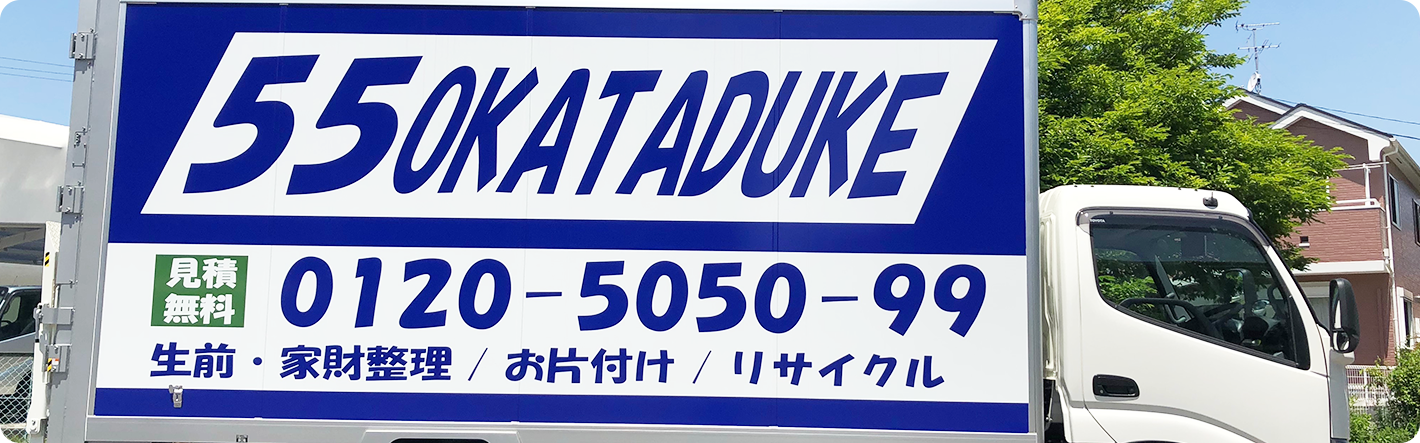 55OKATADUKE
見積
無料
0120-5050-99
生前・家財整理 / お片付け / リサイクル